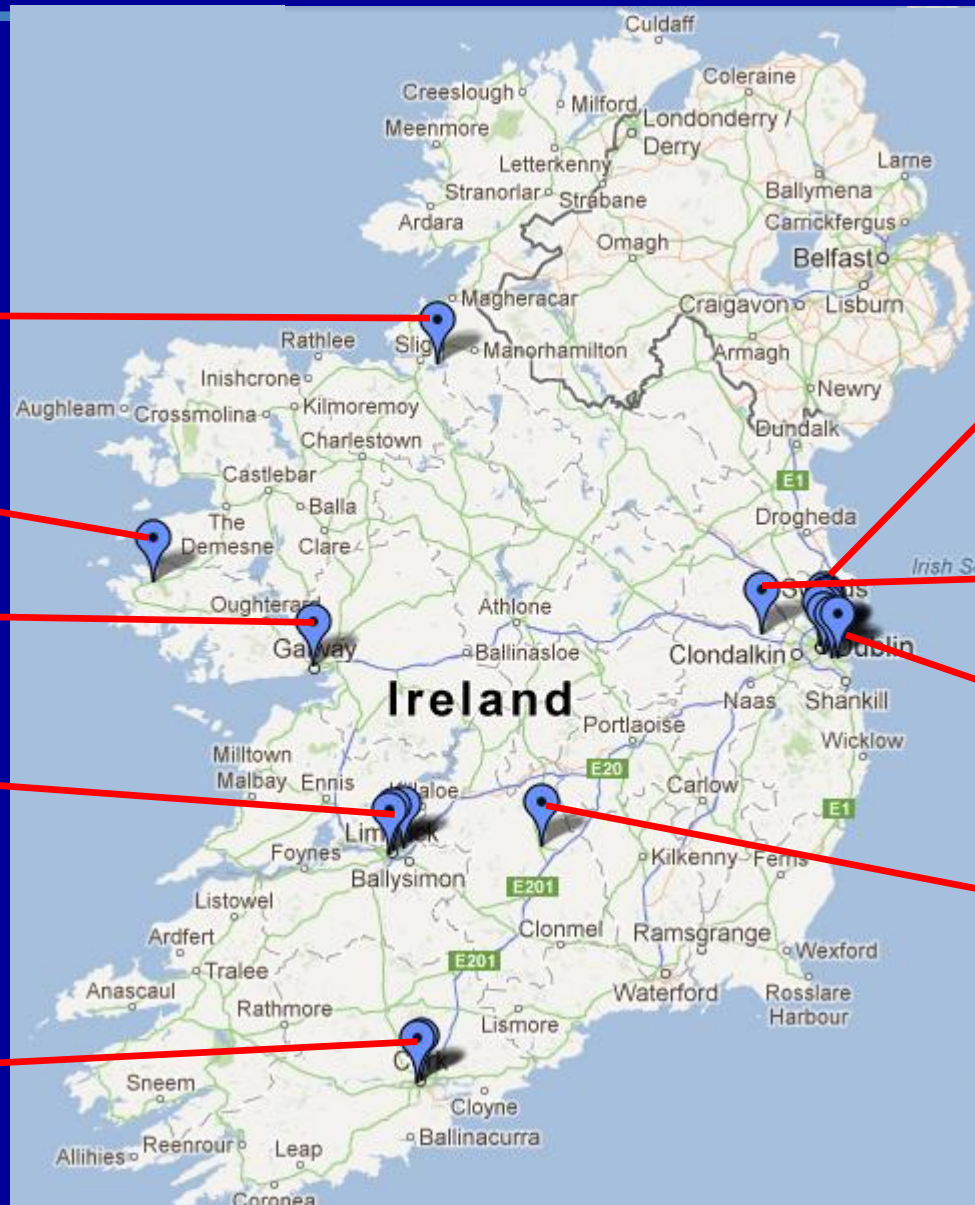 Culdaff
Coleraine
Creeslough
Milford
Londonderry /
Derry
Meenmore
Letterkenny
Larne
Stranorlar
Strabane
Ballymena
Ardara
Carrickfergus
Omagh
Belfast
Magheracar
Craigavon
Lisburn
Rathlee
Manorhamilton
Armagh
Inishcrone
Newry
Aughleam
Crossmolina
Kilmoremoy
Dundalk
Charlestown
Castlebar
E1
Balla
The
Demesne
Clare
Drogheda
Irish
Oughterard
Athlone
Galway
Ballinasloe
Clondalkin
Dublin
Ireland
Naas
Shankill
Portlaoise
Wicklow
Milltown
Malbay
Ennis
E20
Carlow
E1
Foynes
Kilkenny
Ferns
Ballysimon
E201
Listowel
Clonmel
Ramsgrange
Ardfert
Wexford
E201
Tralee
Anascaul
Waterford
Rosslare
Harbour
Rathmore
Lismore
Sneem
Cloyne
Reenrour
Ballinacurra
Allihies
Leap